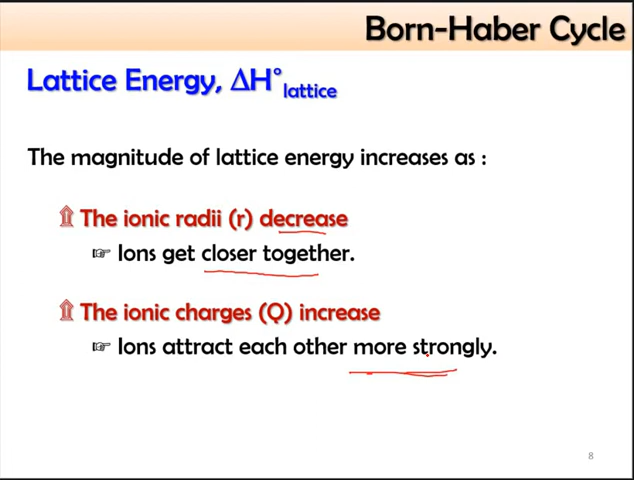 Born-Haber Cycle
Lattice Energy, ΔH°lattice
The magnitude of lattice energy increases as :
⇑ The ionic radii (r) decrease
☞ Ions get closer together.
⇑ The ionic charges (Q) increase
☞ Ions attract each other more strongly.
8